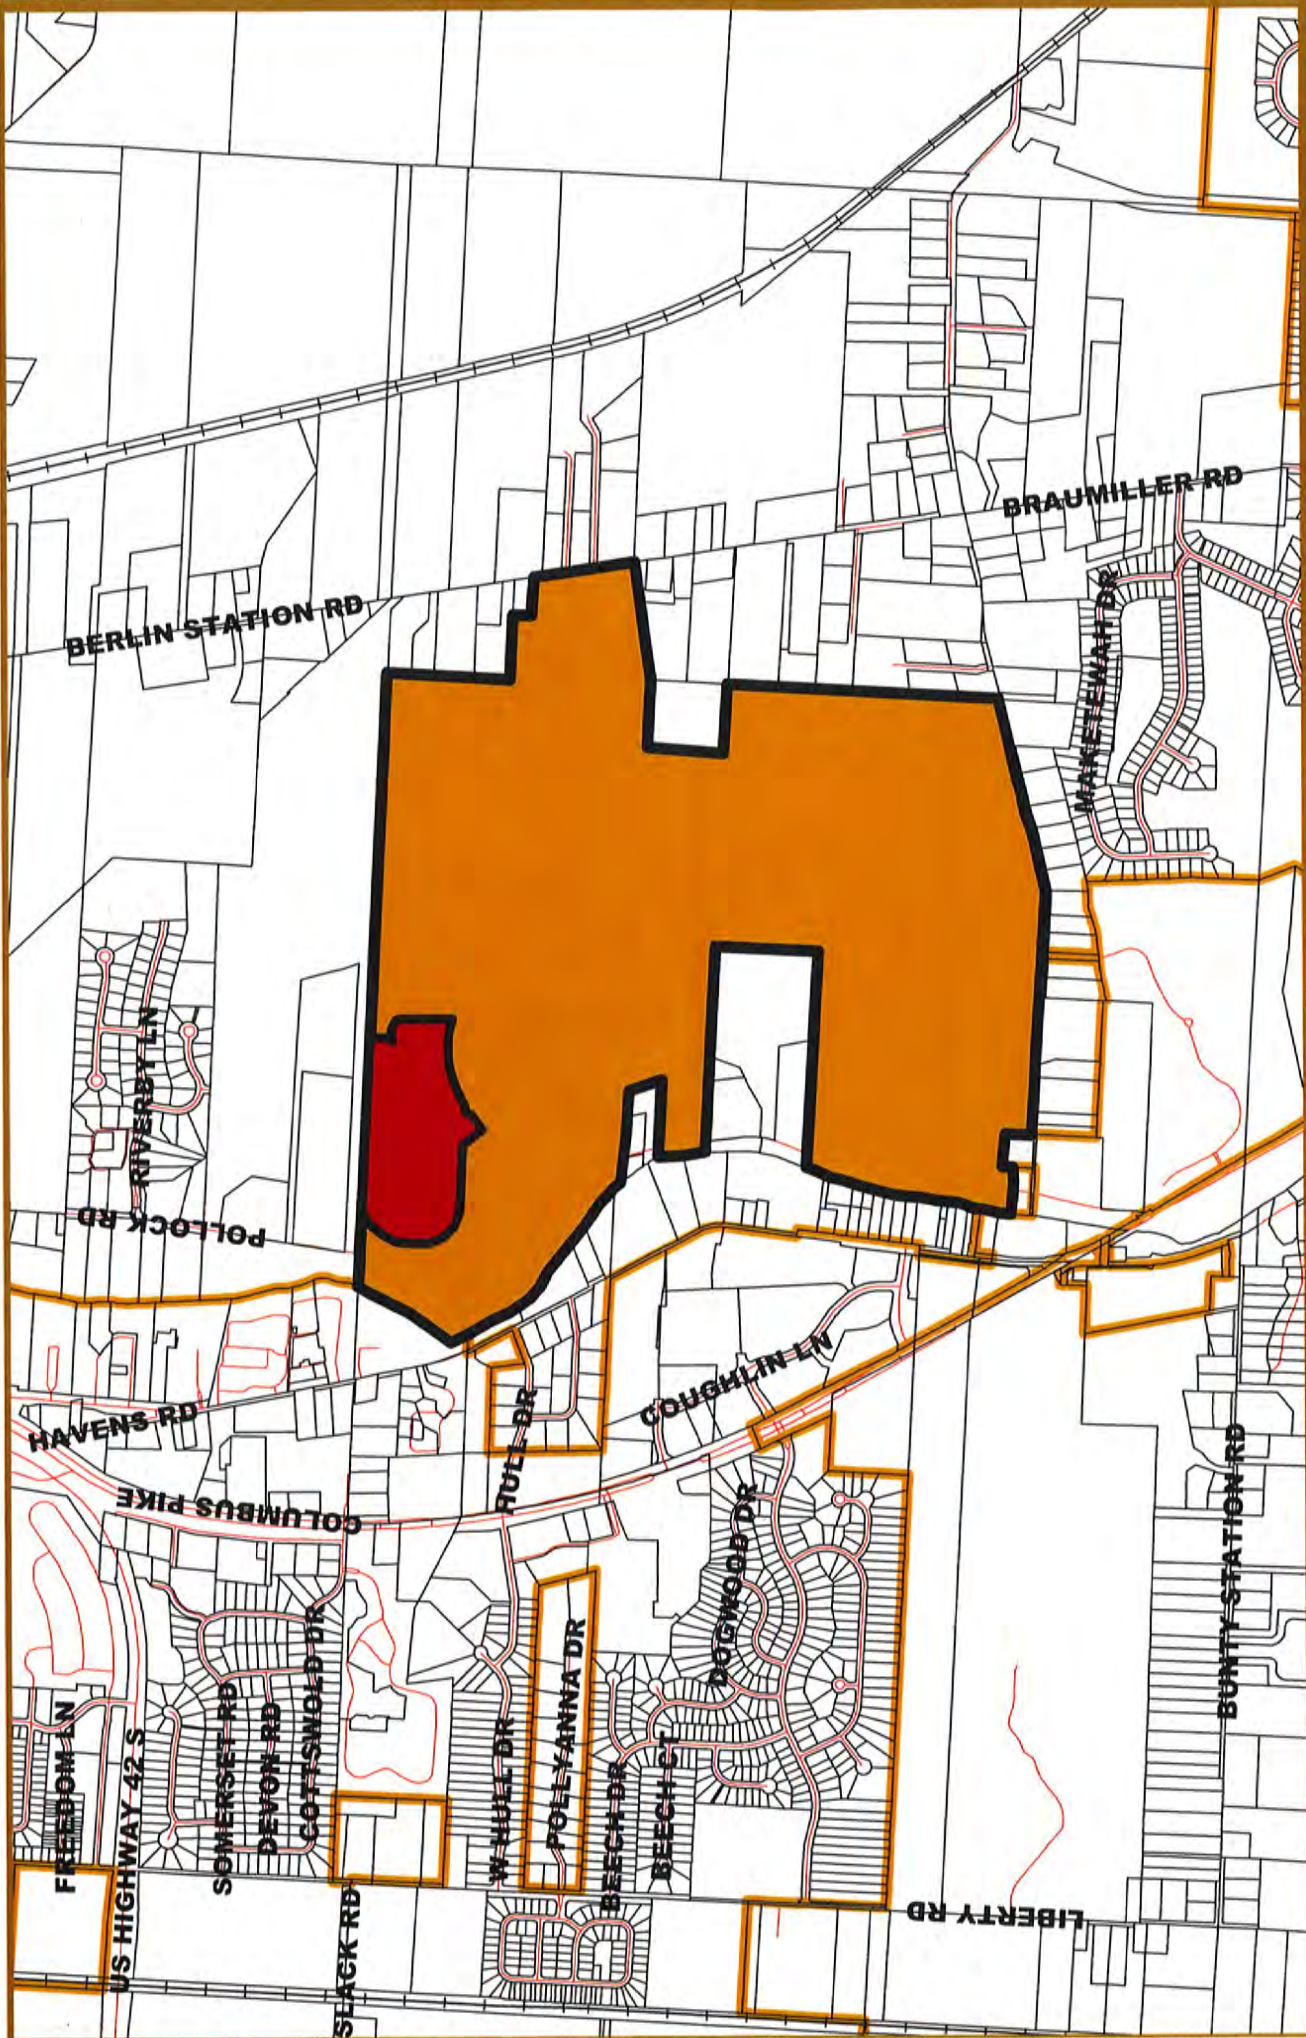 BRAUMILLER RD
BERLIN STATION RD
MAKETEWAH DR
RIVERBY LN
POLLOCK RD
HAVENS RD
COUGHLIN LN
HULL DR
COLUMBUS PIKE
DOGWOOD DR
BUNTY STATION RD
FREEDOM LN
US HIGHWAY 42 S
SOMERSET RD
DEVON RD
COTTSWOLD DR
W HULL DR
POLLYANNA DR
BEECH DR
BEECH CT
SLACK RD
LIBERTY RD